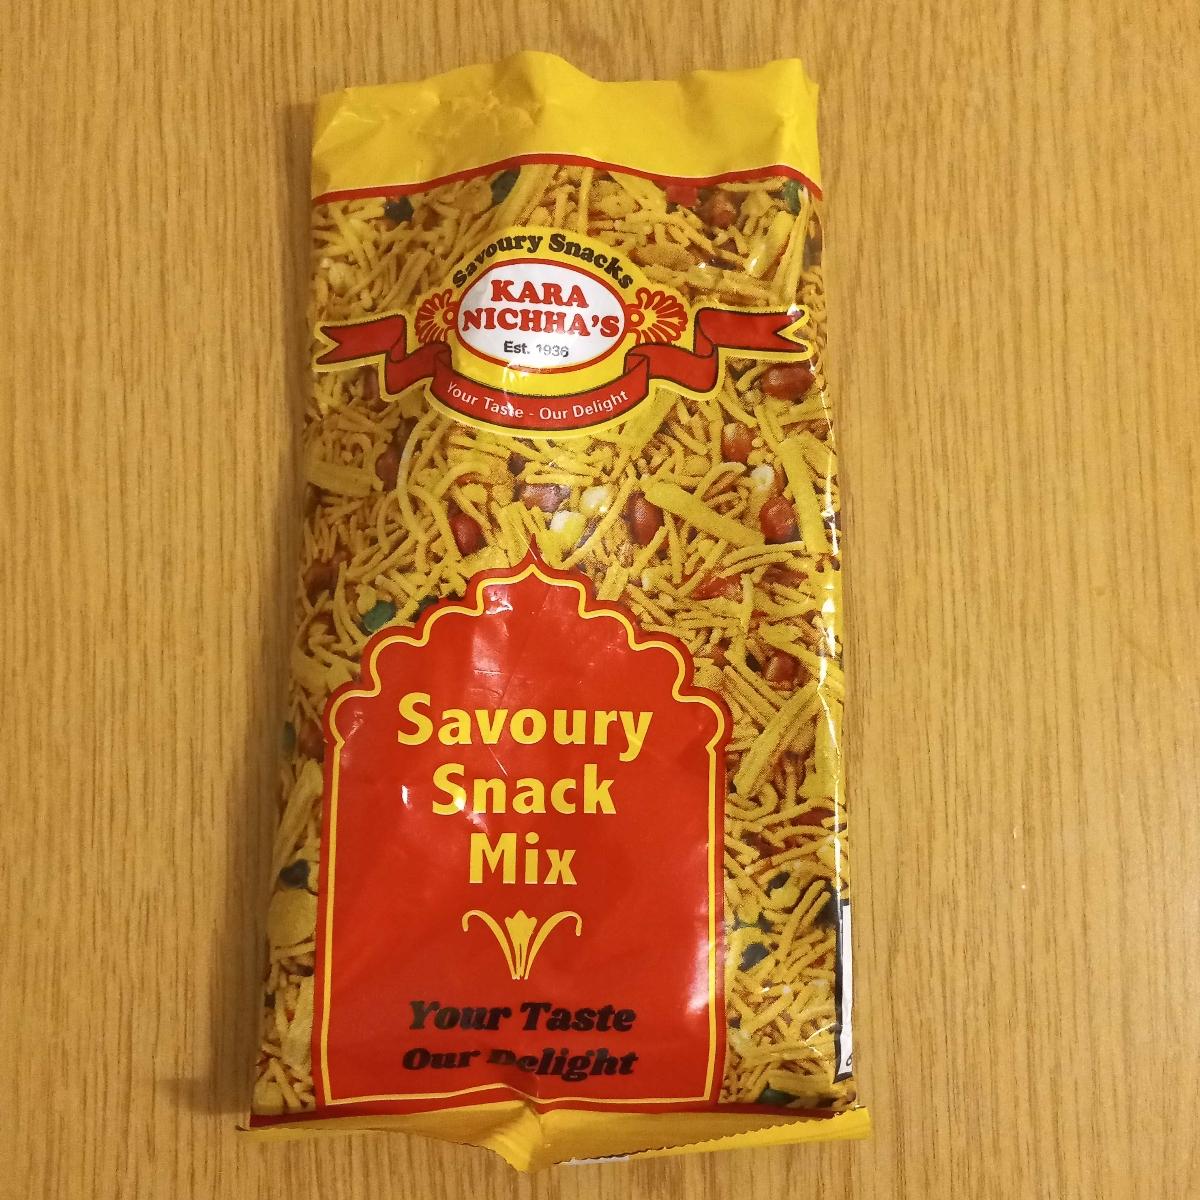 Savoury Snacks
KARA
NICHHA'S
Est. 1936
Your Taste - Our Delight
Savoury
Snack
Mix
Your Taste
Our Delight